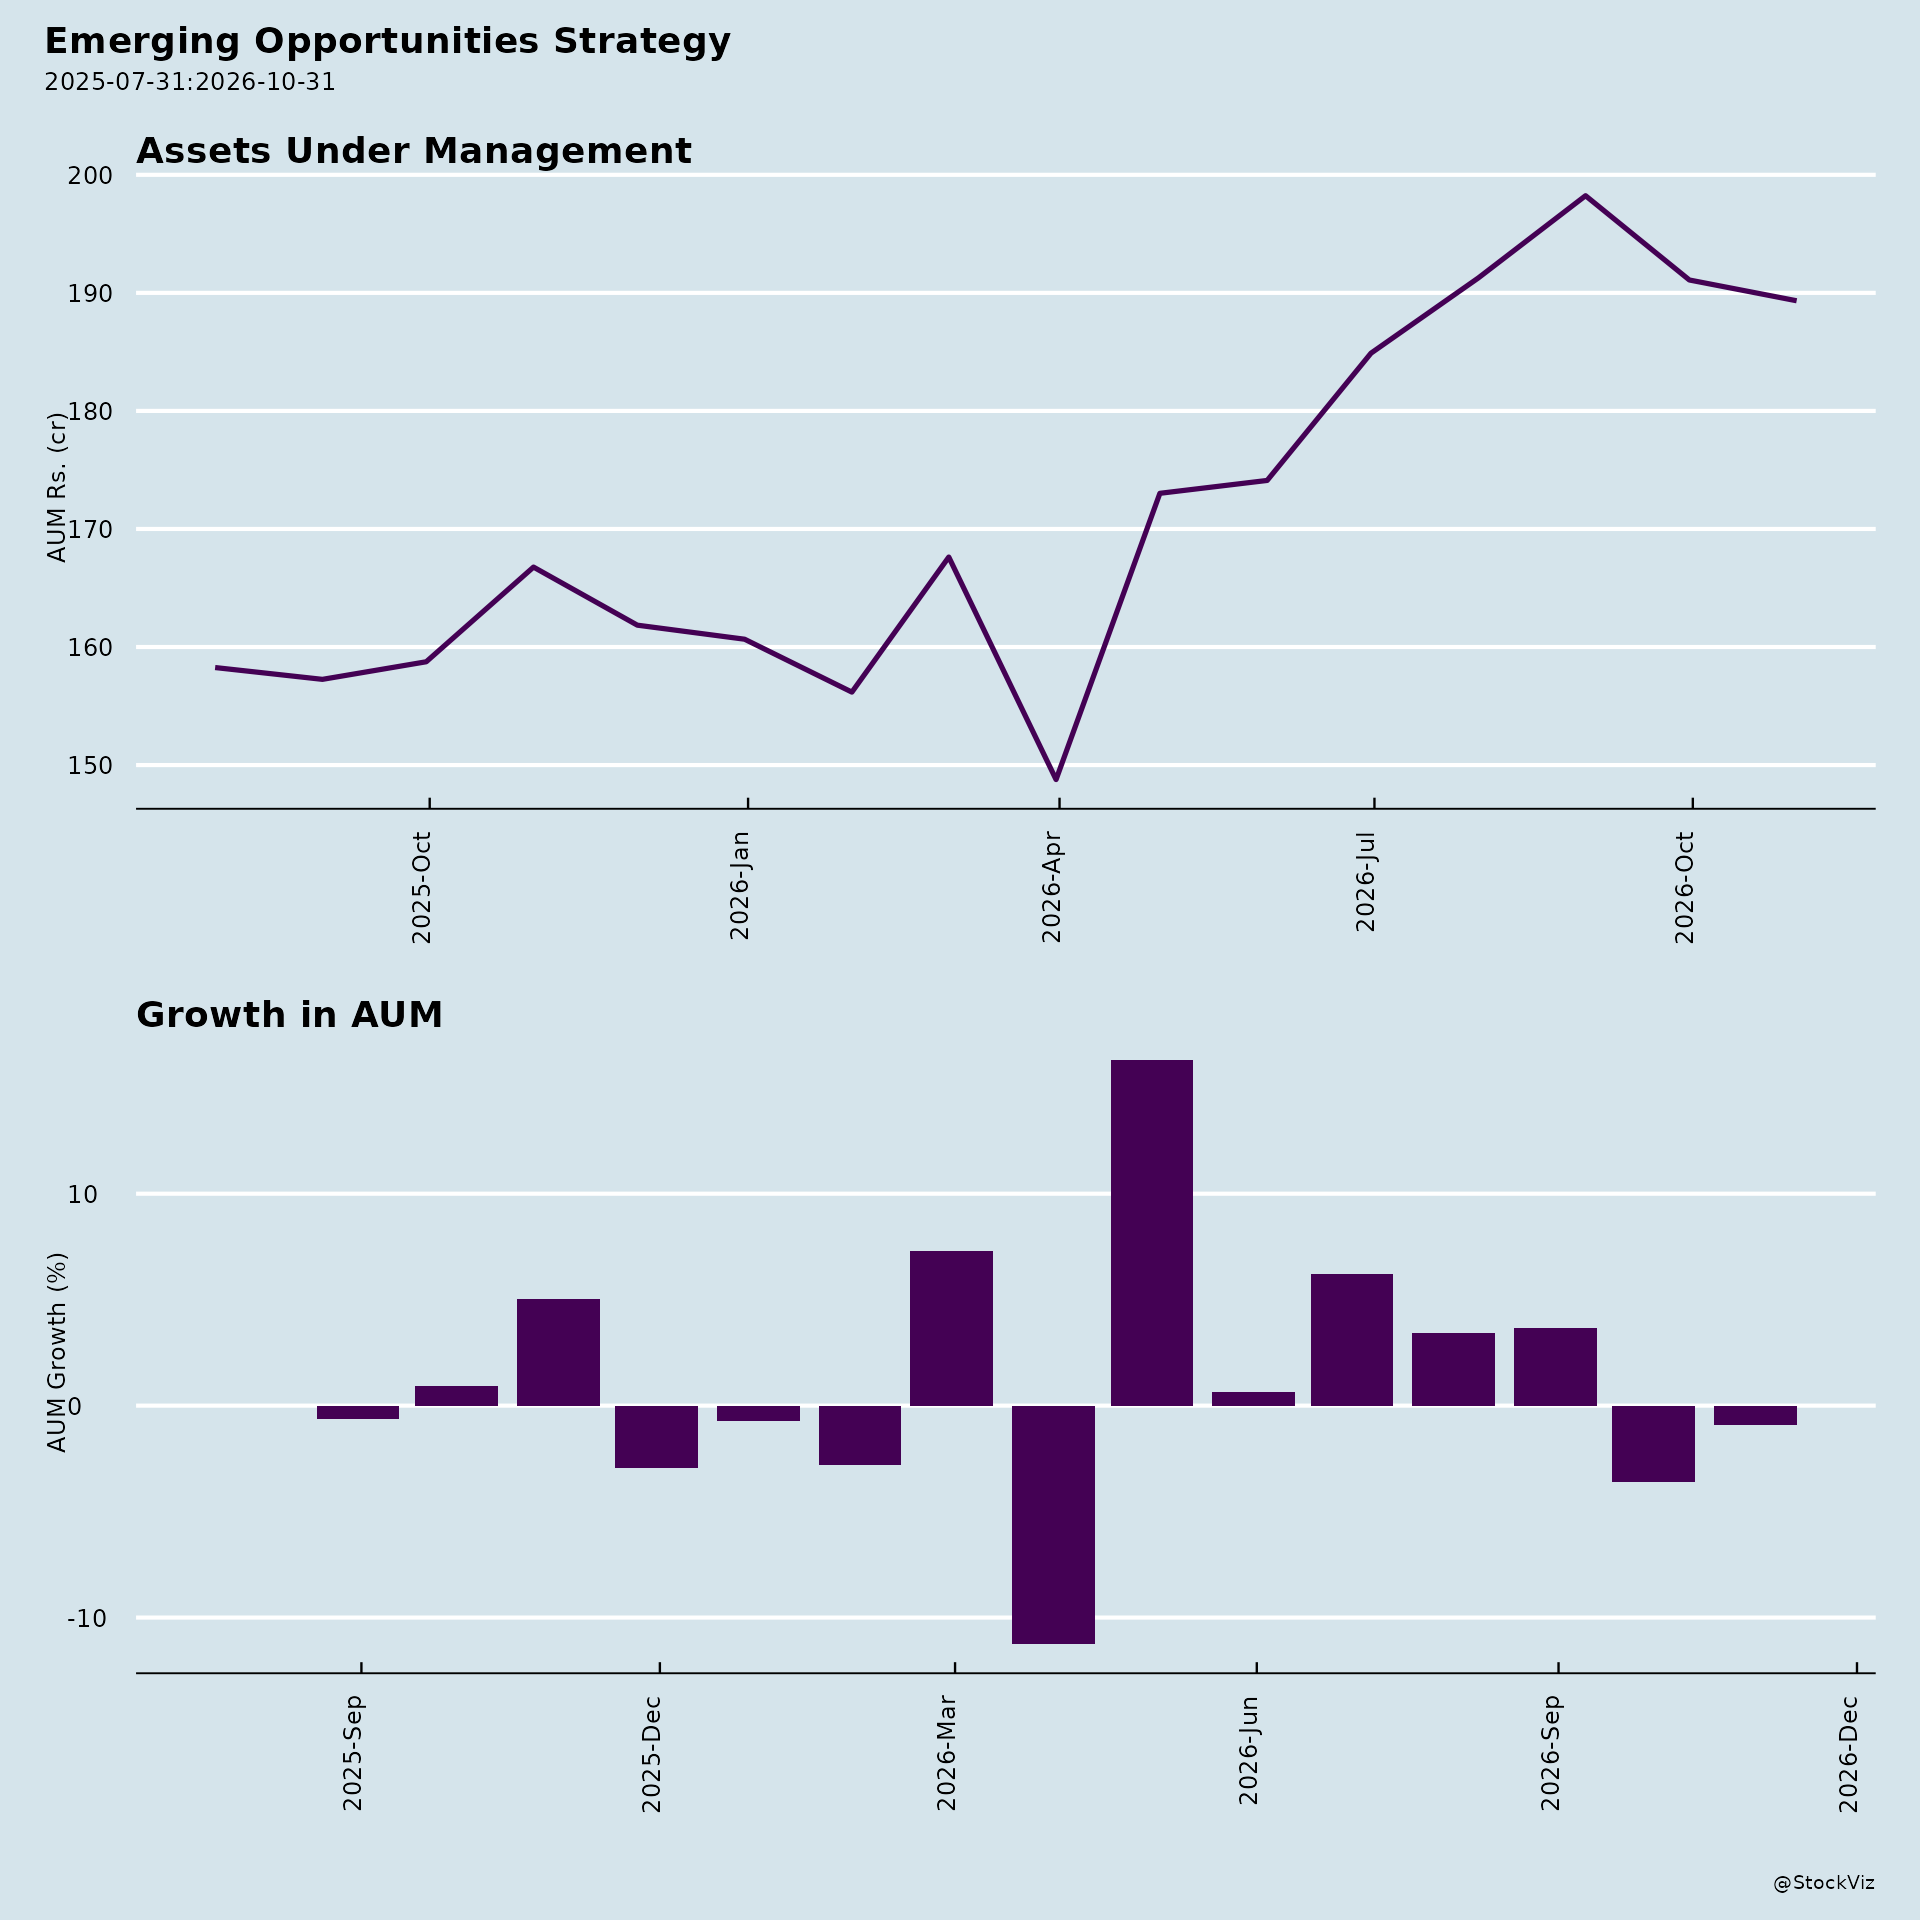 Emerging Opportunities Strategy
2025-07-31:2026-10-31
Assets Under Management
AUM Rs. (cr)
200
190
180
170
160
150
2025-Oct
2026-Jan
2026-Apr
2026-Jul
2026-Oct
Growth in AUM
AUM Growth (%)
10
0
-10
2025-Sep
2025-Dec
2026-Mar
2026-Jun
2026-Sep
2026-Dec
@StockViz